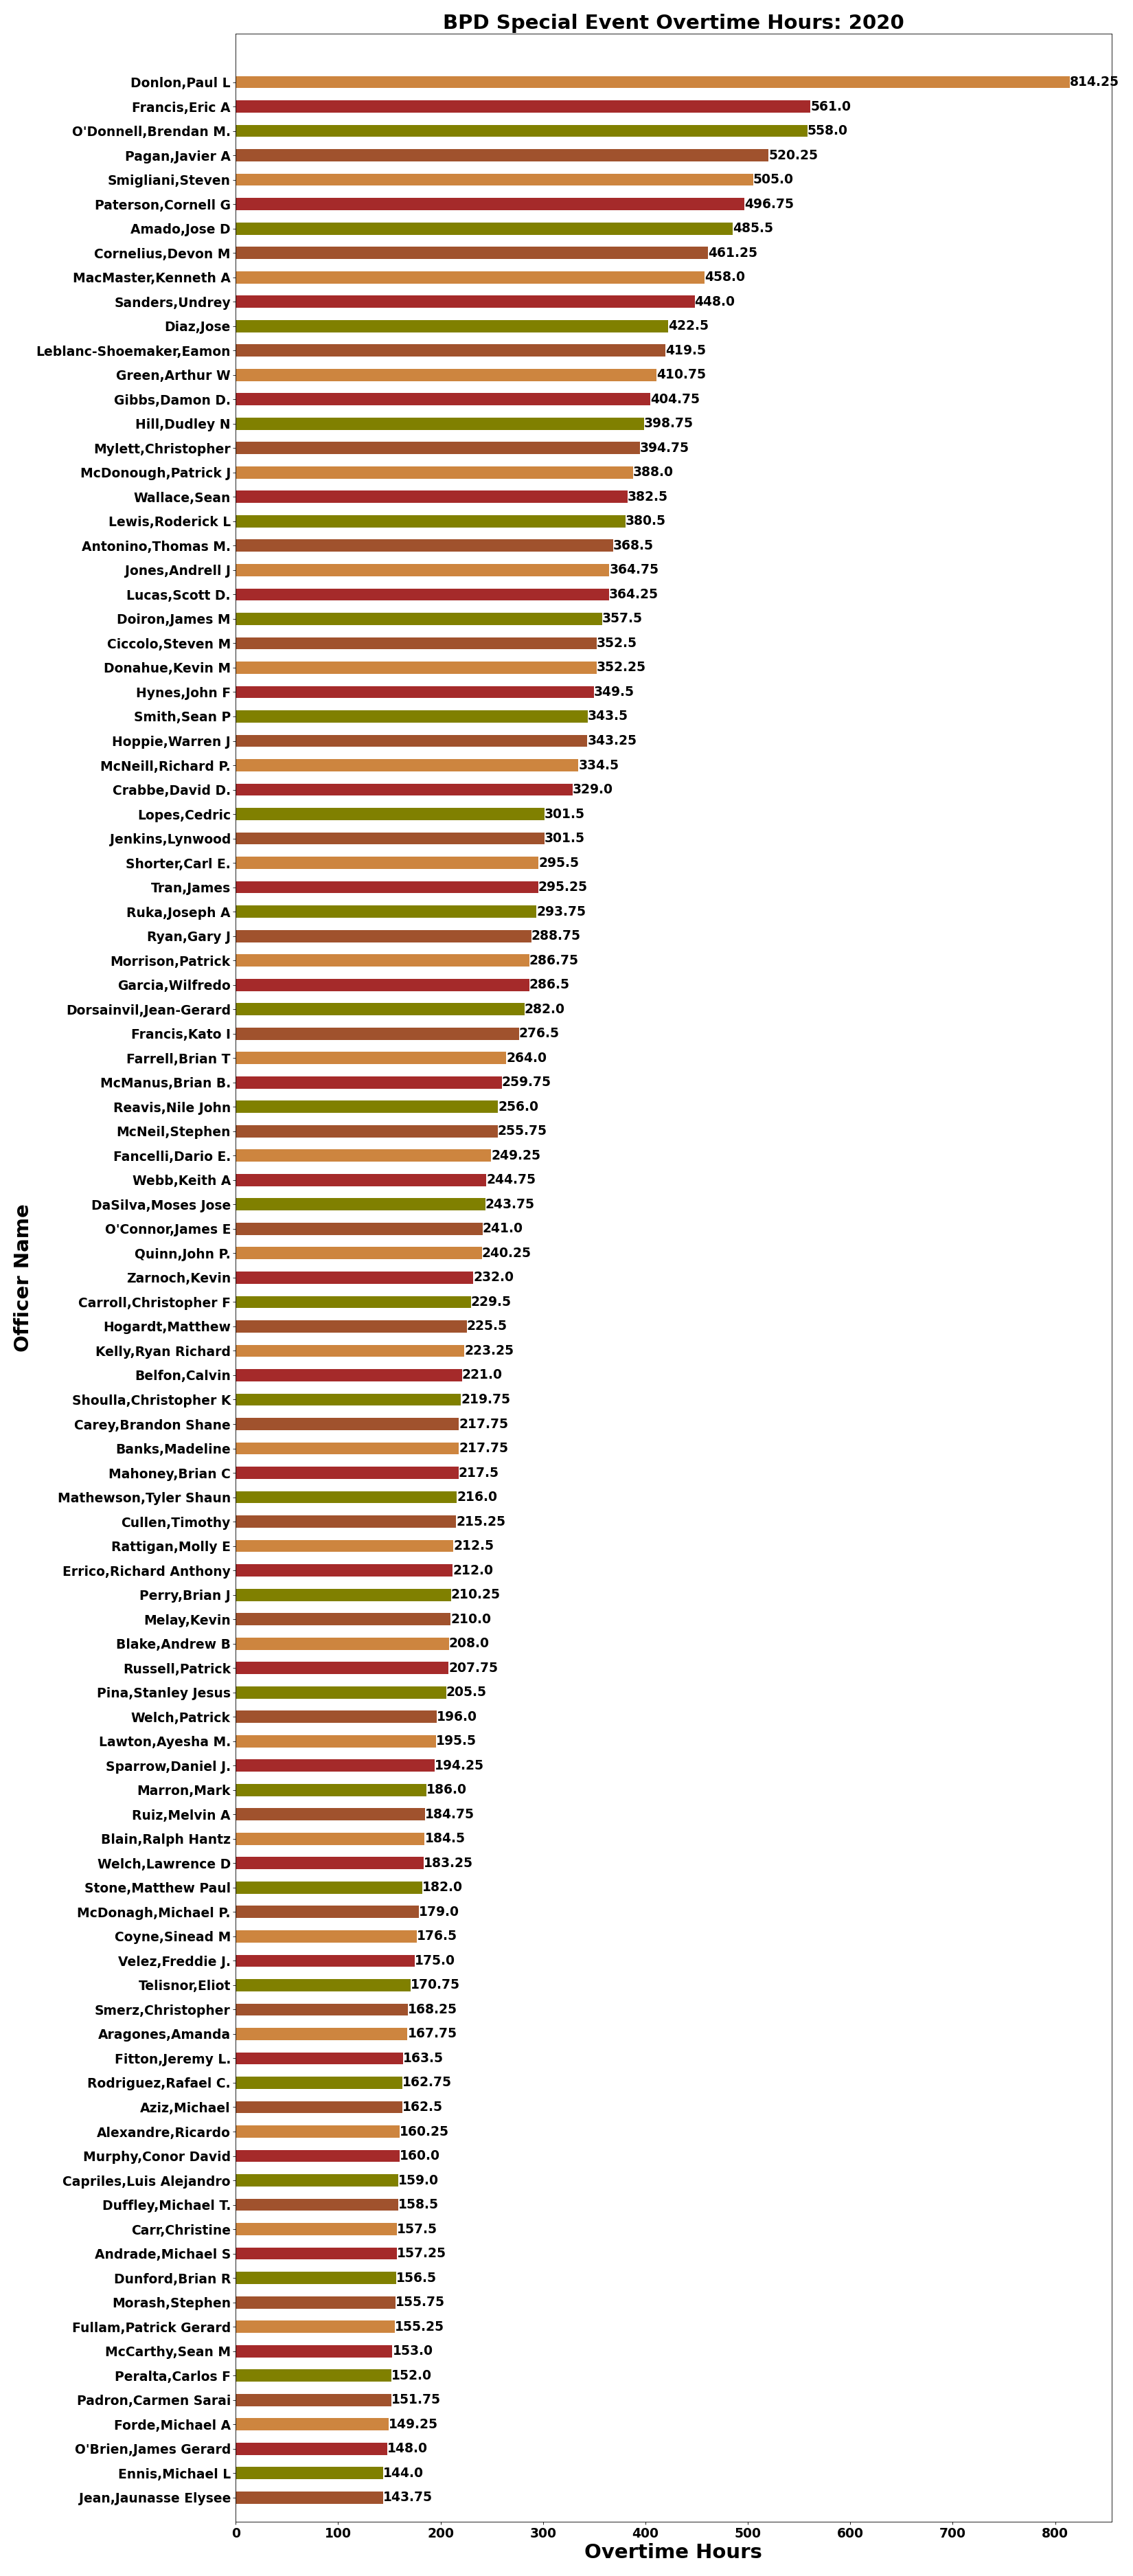 BPD Special Event Overtime Hours: 2020
Donlon,Paul L 814.25
Francis,Eric A 561.0
O'Donnell,Brendan M. 558.0
Pagan,Javier A 520.25
Smigliani,Steven 505.0
Paterson,Cornell G 496.75
Amado,Jose D 485.5
Cornelius,Devon M 461.25
MacMaster,Kenneth A 458.0
Sanders,Undrey 448.0
Diaz,Jose 422.5
Leblanc-Shoemaker,Eamon 419.5
Green,Arthur W 410.75
Gibbs,Damon D. 404.75
Hill,Dudley N 398.75
Mylett,Christopher 394.75
McDonough,Patrick J 388.0
Wallace,Sean 382.5
Lewis,Roderick L 380.5
Antonino,Thomas M. 368.5
Jones,Andrell J 364.75
Lucas,Scott D. 364.25
Doiron,James M 357.5
Ciccolo,Steven M 352.5
Donahue,Kevin M 352.25
Hynes,John F 349.5
Smith,Sean P 343.5
Hoppie,Warren J 343.25
McNeill,Richard P. 334.5
Crabbe,David D. 329.0
Lopes,Cedric 301.5
Jenkins,Lynwood 301.5
Shorter,Carl E. 295.5
Tran,James 295.25
Ruka,Joseph A 293.75
Ryan,Gary J 288.75
Morrison,Patrick 286.75
Garcia,Wilfredo 286.5
Dorsainvil,Jean-Gerard 282.0
Francis,Kato I 276.5
Farrell,Brian T 264.0
McManus,Brian B. 259.75
Reavis,Nile John 256.0
McNeil,Stephen 255.75
Fancelli,Dario E. 249.25
Webb,Keith A 244.75
DaSilva,Moses Jose 243.75
O'Connor,James E 241.0
Quinn,John P. 240.25
Zarnoch,Kevin 232.0
Carroll,Christopher F 229.5
Hogardt,Matthew 225.5
Kelly,Ryan Richard 223.25
Belfon,Calvin 221.0
Shoulla,Christopher K 219.75
Carey,Brandon Shane 217.75
Banks,Madeline 217.75
Mahoney,Brian C 217.5
Mathewson,Tyler Shaun 216.0
Cullen,Timothy 215.25
Rattigan,Molly E 212.5
Errico,Richard Anthony 212.0
Perry,Brian J 210.25
Melay,Kevin 210.0
Blake,Andrew B 208.0
Russell,Patrick 207.75
Pina,Stanley Jesus 205.5
Welch,Patrick 196.0
Lawton,Ayesha M. 195.5
Sparrow,Daniel J. 194.25
Marron,Mark 186.0
Ruiz,Melvin A 184.75
Blain,Ralph Hantz 184.5
Welch,Lawrence D 183.25
Stone,Matthew Paul 182.0
McDonagh,Michael P. 179.0
Coyne,Sinead M 176.5
Velez,Freddie J. 175.0
Telisnor,Eliot 170.75
Smerz,Christopher 168.25
Aragones,Amanda 167.75
Fitton,Jeremy L. 163.5
Rodriguez,Rafael C. 162.75
Aziz,Michael 162.5
Alexandre,Ricardo 160.25
Murphy,Conor David 160.0
Capriles,Luis Alejandro 159.0
Duffley,Michael T. 158.5
Carr,Christine 157.5
Andrade,Michael S 157.25
Dunford,Brian R 156.5
Morash,Stephen 155.75
Fullam,Patrick Gerard 155.25
McCarthy,Sean M 153.0
Peralta,Carlos F 152.0
Padron,Carmen Sarai 151.75
Forde,Michael A 149.25
O'Brien,James Gerard 148.0
Ennis,Michael L 144.0
Jean,Jaunasse Elysee 143.75
0 100 200 300 400 500 600 700 800
Overtime Hours
Officer Name